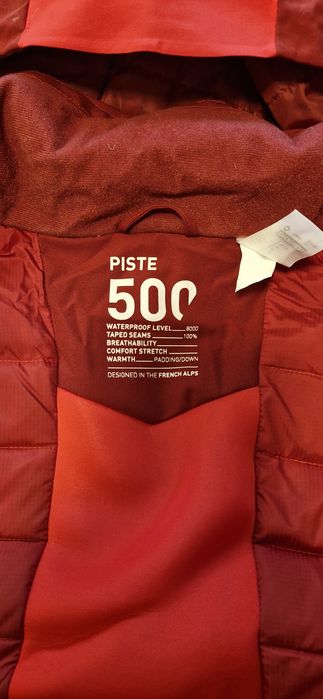 PISTE
500
WATERPROOF LEVEL 8000
TAPED SEAMS 100%
BREATHABILITY
COMFORT STRETCH
WARMTH PADDING/DOWN
DESIGNED IN THE FRENCH ALPS